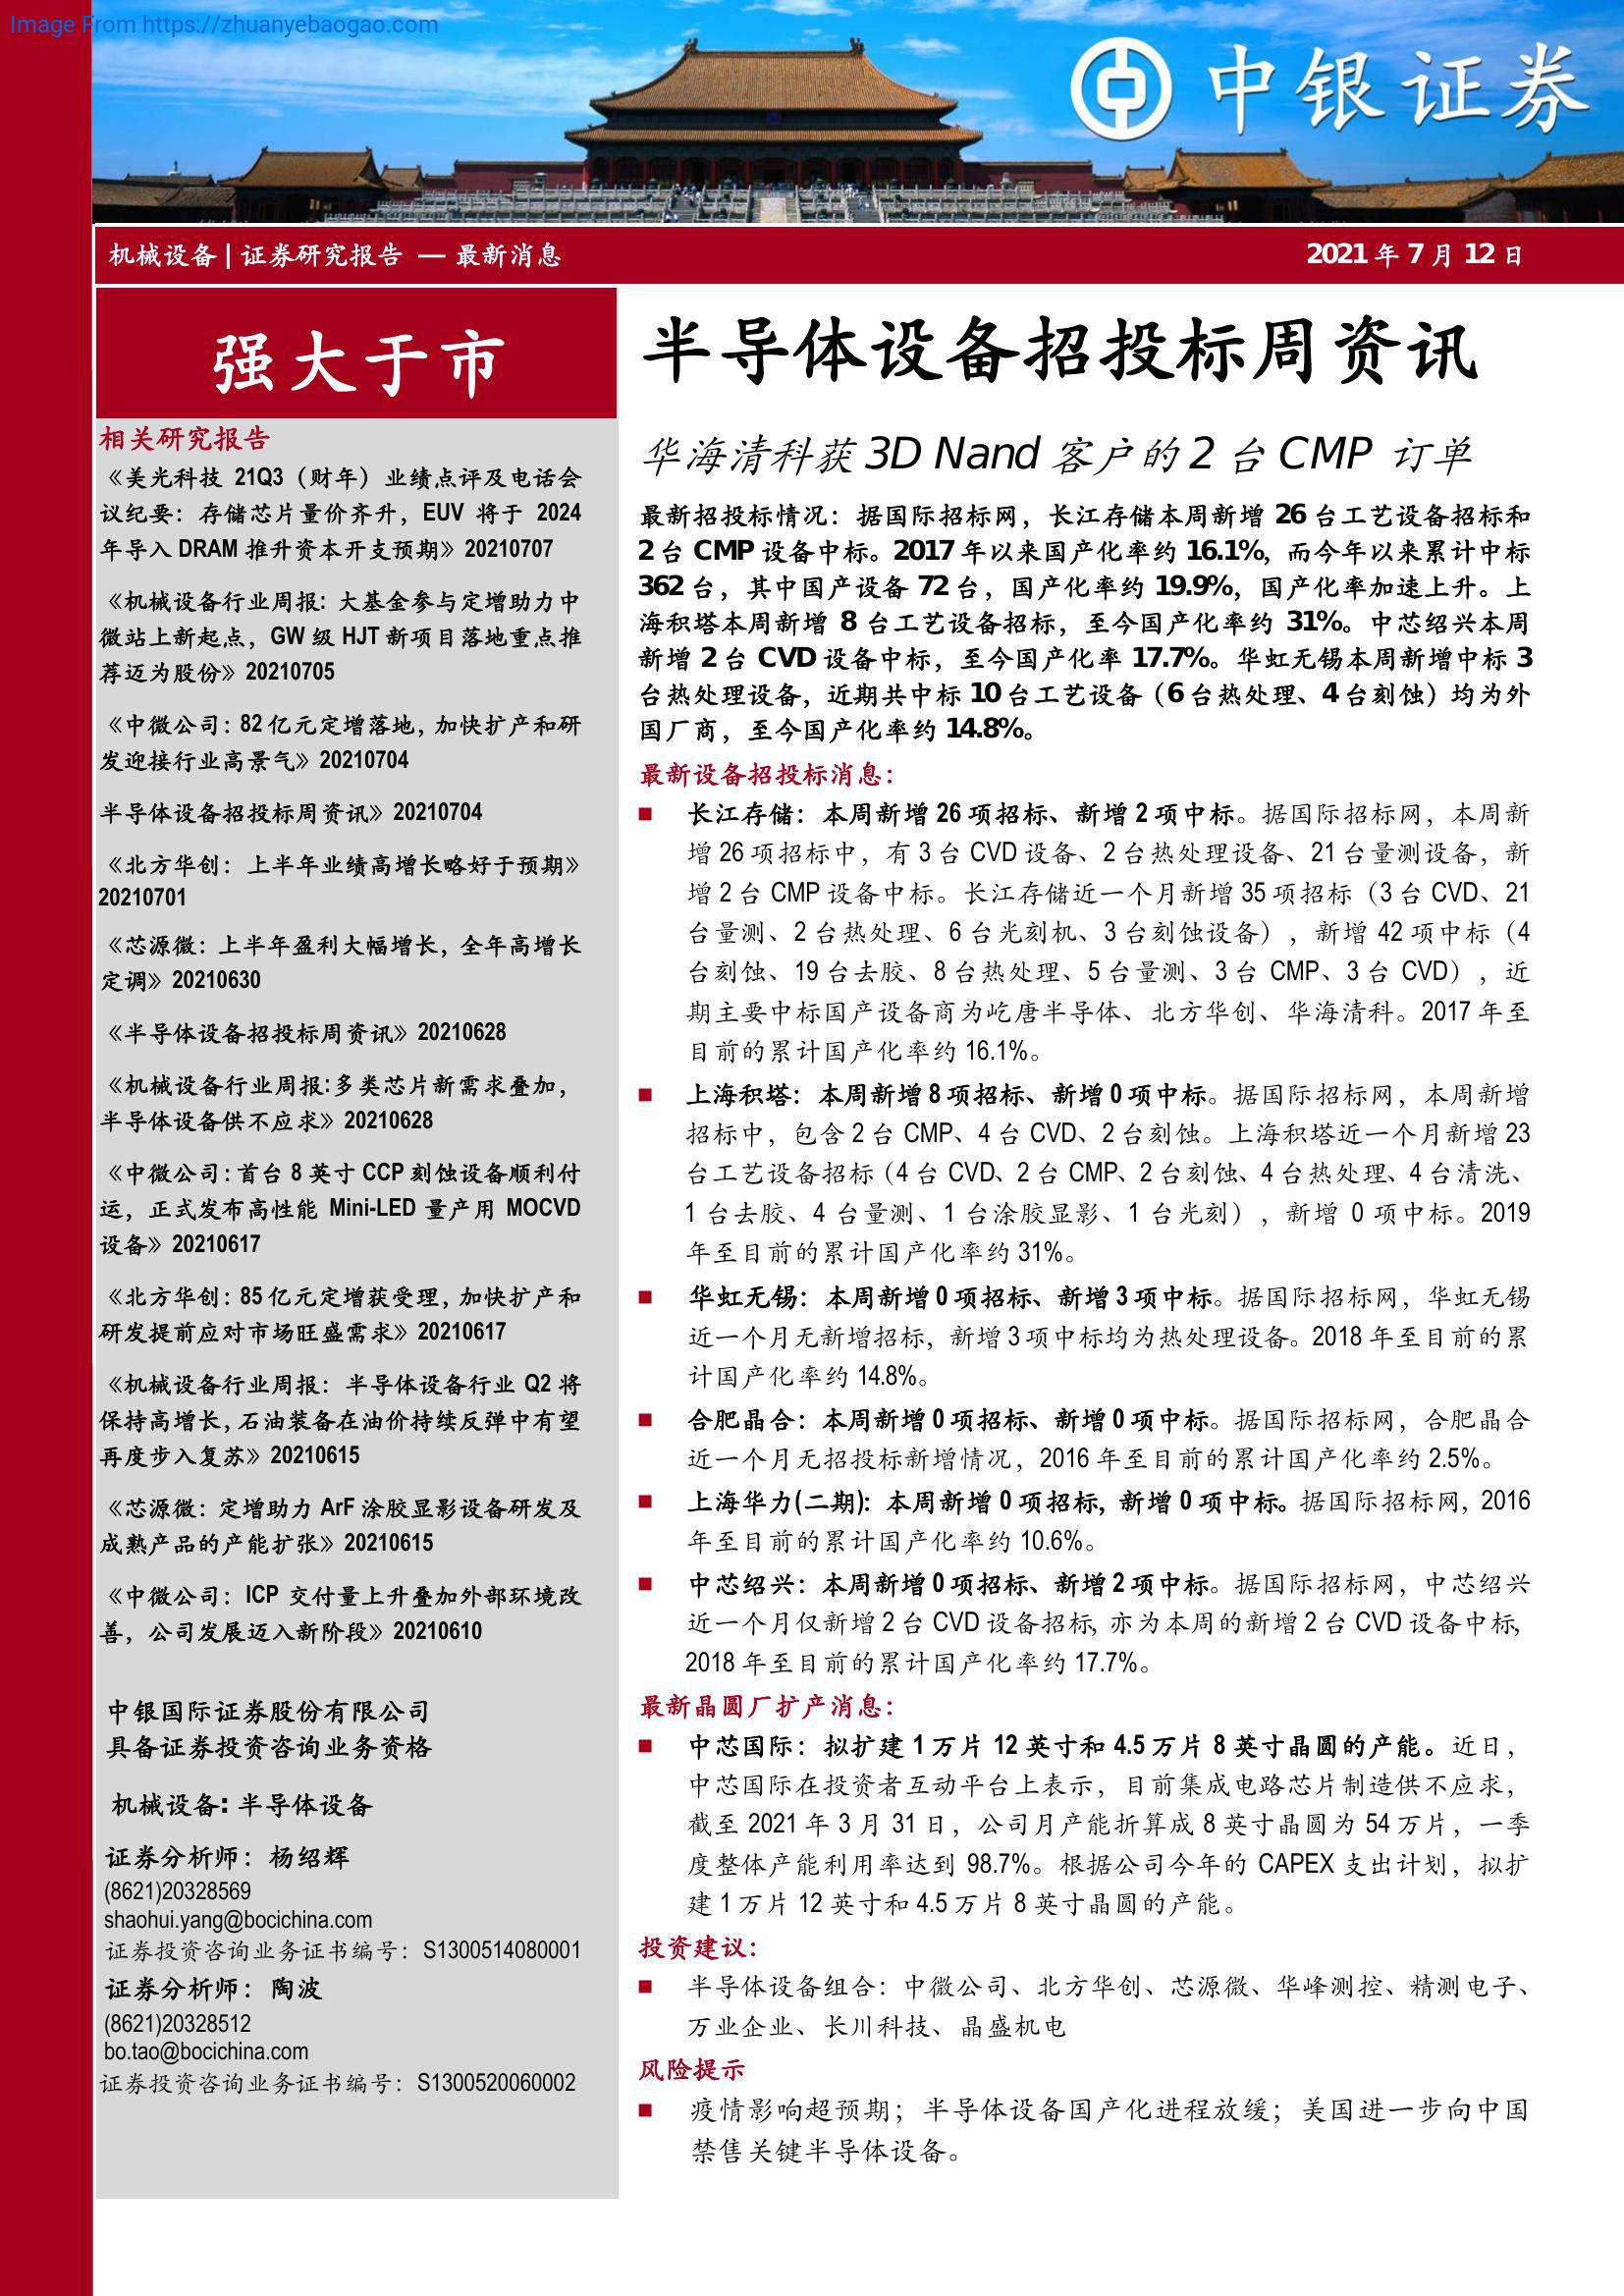 Image From https://zhuanyebaogao.com
中银证券
机械设备 | 证券研究报告 — 最新消息
2021 年 7 月 12 日
强大于市
相关研究报告
《美光科技 21Q3（财年）业绩点评及电话会
议纪要：存储芯片量价齐升，EUV 将于 2024
年导入 DRAM 推升资本开支预期》20210707
《机械设备行业周报：大基金参与定增助力中
微站上新起点，GW 级 HJT 新项目落地重点推
荐迈为股份》20210705
《中微公司：82 亿元定增落地，加快扩产和研
发迎接行业高景气》20210704
半导体设备招投标周资讯》20210704
《北方华创：上半年业绩高增长略好于预期》
20210701
《芯源微：上半年盈利大幅增长，全年高增长
定调》20210630
《半导体设备招投标周资讯》20210628
《机械设备行业周报:多类芯片新需求叠加，
半导体设备供不应求》20210628
《中微公司：首台 8 英寸 CCP 刻蚀设备顺利付
运，正式发布高性能 Mini-LED 量产用 MOCVD
设备》20210617
《北方华创：85 亿元定增获受理，加快扩产和
研发提前应对市场旺盛需求》20210617
《机械设备行业周报：半导体设备行业 Q2 将
保持高增长，石油装备在油价持续反弹中有望
再度步入复苏》20210615
《芯源微：定增助力 ArF 涂胶显影设备研发及
成熟产品的产能扩张》20210615
《中微公司：ICP 交付量上升叠加外部环境改
善，公司发展迈入新阶段》20210610
中银国际证券股份有限公司
具备证券投资咨询业务资格
机械设备: 半导体设备
证券分析师：杨绍辉
(8621)20328569
shaohui.yang@bocichina.com
证券投资咨询业务证书编号：S1300514080001
证券分析师：陶波
(8621)20328512
bo.tao@bocichina.com
证券投资咨询业务证书编号：S1300520060002
半导体设备招投标周资讯
华海清科获 3D Nand 客户的 2 台 CMP 订单
最新招投标情况：据国际招标网，长江存储本周新增 26 台工艺设备招标和
2 台 CMP 设备中标。2017 年以来国产化率约 16.1%，而今年以来累计中标
362 台，其中国产设备 72 台，国产化率约 19.9%，国产化率加速上升。上
海积塔本周新增 8 台工艺设备招标，至今国产化率约 31%。中芯绍兴本周
新增 2 台 CVD 设备中标，至今国产化率 17.7%。华虹无锡本周新增中标 3
台热处理设备，近期共中标 10 台工艺设备（6 台热处理、4 台刻蚀）均为外
国厂商，至今国产化率约 14.8%。
最新设备招投标消息：
■ 长江存储：本周新增 26 项招标、新增 2 项中标。据国际招标网，本周新
增 26 项招标中，有 3 台 CVD 设备、2 台热处理设备、21 台量测设备，新
增 2 台 CMP 设备中标。长江存储近一个月新增 35 项招标（3 台 CVD、21
台量测、2 台热处理、6 台光刻机、3 台刻蚀设备），新增 42 项中标（4
台刻蚀、19 台去胶、8 台热处理、5 台量测、3 台 CMP、3 台 CVD），近
期主要中标国产设备商为屹唐半导体、北方华创、华海清科。2017 年至
目前的累计国产化率约 16.1%。
■ 上海积塔：本周新增 8 项招标、新增 0 项中标。据国际招标网，本周新增
招标中，包含 2 台 CMP、4 台 CVD、2 台刻蚀。上海积塔近一个月新增 23
台工艺设备招标（4 台 CVD、2 台 CMP、2 台刻蚀、4 台热处理、4 台清洗、
1 台去胶、4 台量测、1 台涂胶显影、1 台光刻），新增 0 项中标。2019
年至目前的累计国产化率约 31%。
■ 华虹无锡：本周新增 0 项招标、新增 3 项中标。据国际招标网，华虹无锡
近一个月无新增招标，新增 3 项中标均为热处理设备。2018 年至目前的累
计国产化率约 14.8%。
■ 合肥晶合：本周新增 0 项招标、新增 0 项中标。据国际招标网，合肥晶合
近一个月无招投标新增情况，2016 年至目前的累计国产化率约 2.5%。
■ 上海华力(二期)：本周新增 0 项招标，新增 0 项中标。据国际招标网，2016
年至目前的累计国产化率约 10.6%。
■ 中芯绍兴：本周新增 0 项招标、新增 2 项中标。据国际招标网，中芯绍兴
近一个月仅新增 2 台 CVD 设备招标，亦为本周的新增 2 台 CVD 设备中标，
2018 年至目前的累计国产化率约 17.7%。
最新晶圆厂扩产消息：
■ 中芯国际：拟扩建 1 万片 12 英寸和 4.5 万片 8 英寸晶圆的产能。近日，
中芯国际在投资者互动平台上表示，目前集成电路芯片制造供不应求，
截至 2021 年 3 月 31 日，公司月产能折算成 8 英寸晶圆为 54 万片，一季
度整体产能利用率达到 98.7%。根据公司今年的 CAPEX 支出计划，拟扩
建 1 万片 12 英寸和 4.5 万片 8 英寸晶圆的产能。
投资建议：
■ 半导体设备组合：中微公司、北方华创、芯源微、华峰测控、精测电子、
万业企业、长川科技、晶盛机电
风险提示
■ 疫情影响超预期；半导体设备国产化进程放缓；美国进一步向中国
禁售关键半导体设备。